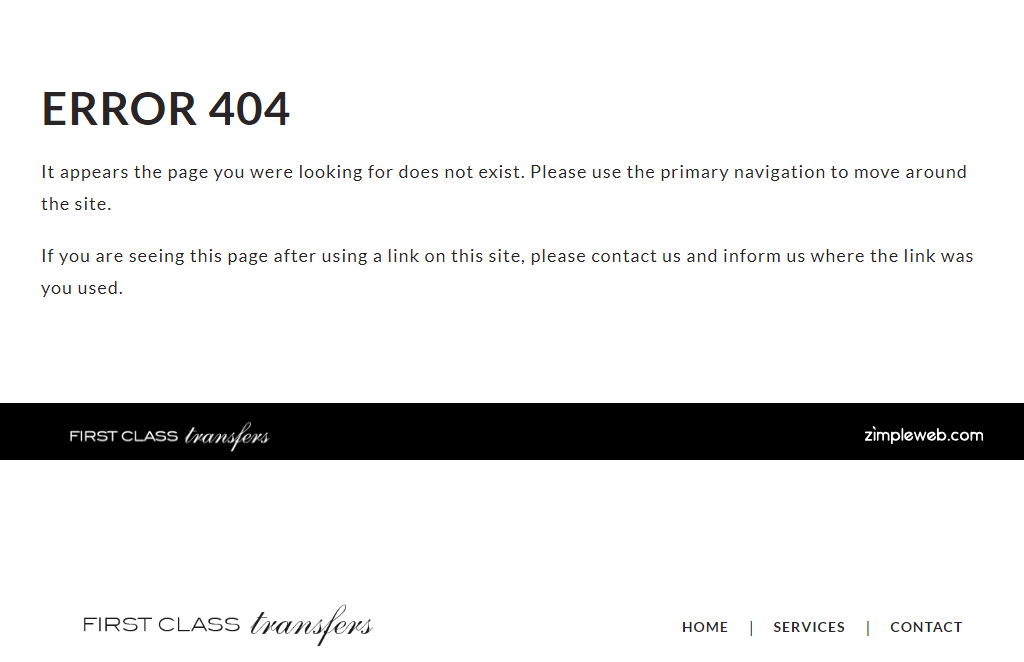 ERROR 404
It appears the page you were looking for does not exist. Please use the primary navigation to move around
the site.
If you are seeing this page after using a link on this site, please contact us and inform us where the link was
you used.
FIRST CLASS transfers zimpleweb.com
FIRST CLASS transfers HOME | SERVICES | CONTACT